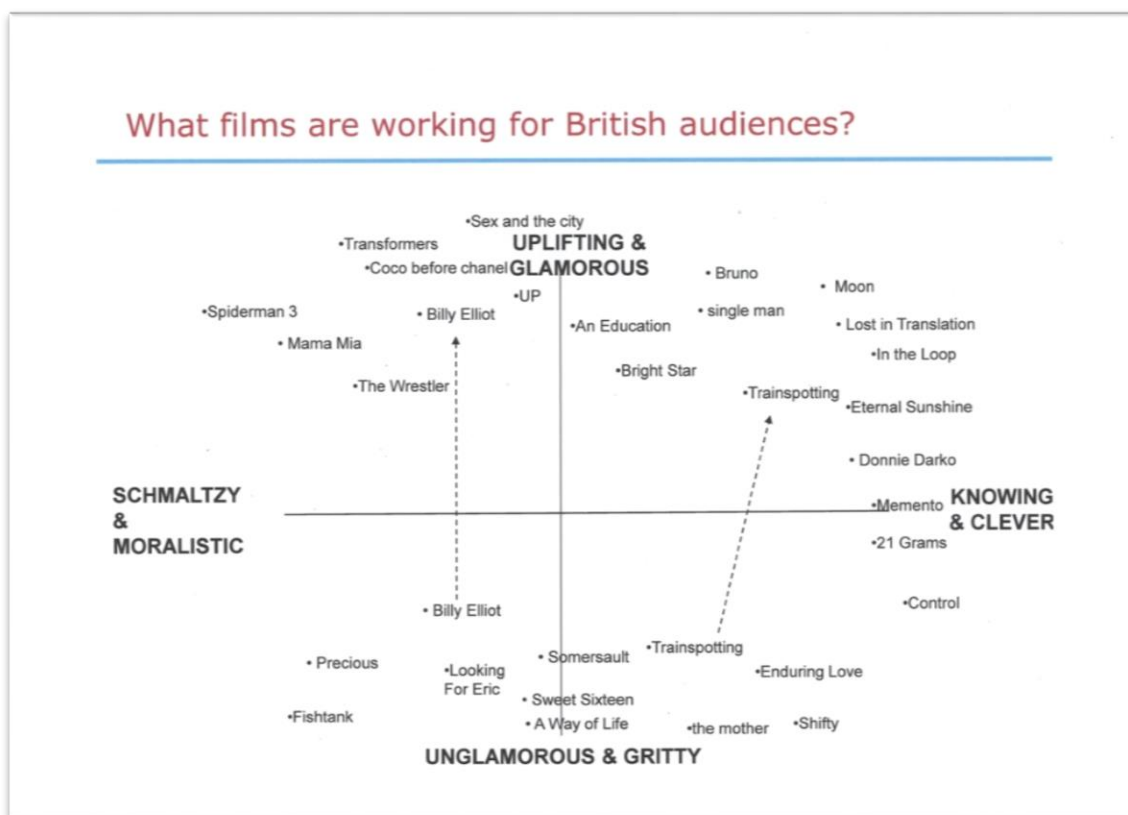 What films are working for British audiences?
•Sex and the city
•Transformers
UPLIFTING &
GLAMOROUS
•Coco before chanel
• Bruno
• Moon
•UP
•Spiderman 3
• Billy Elliot
• single man
•An Education
• Lost in Translation
• Mama Mia
•In the Loop
•Bright Star
•The Wrestler
•Trainspotting
•Eternal Sunshine
• Donnie Darko
SCHMALTZY
&
MORALISTIC
•Memento
KNOWING
& CLEVER
•21 Grams
•Control
• Billy Elliot
•Trainspotting
• Somersault
• Precious
•Looking
For Eric
•Enduring Love
• Sweet Sixteen
•Fishtank
• A Way of Life
•the mother
•Shifty
UNGLAMOROUS & GRITTY